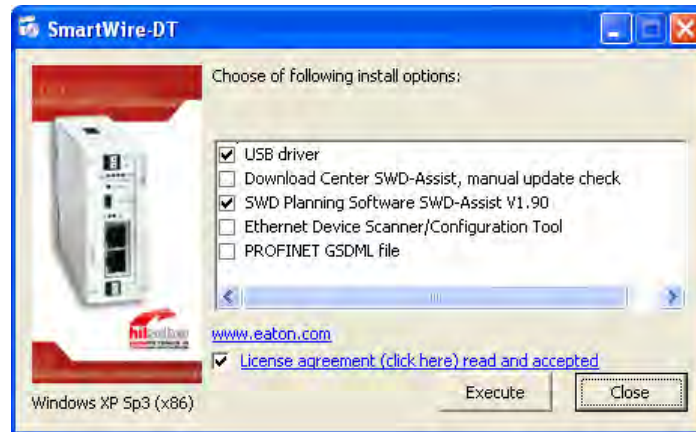 SmartWire-DT
Choose of following install options:
USB driver
Download Center SWD-Assist, manual update check
SWD Planning Software SWD-Assist V1.90
Ethernet Device Scanner/Configuration Tool
PROFINET GSDML file
www.eaton.com
License agreement (click here) read and accepted
Windows XP Sp3 (x86)
Execute
Close